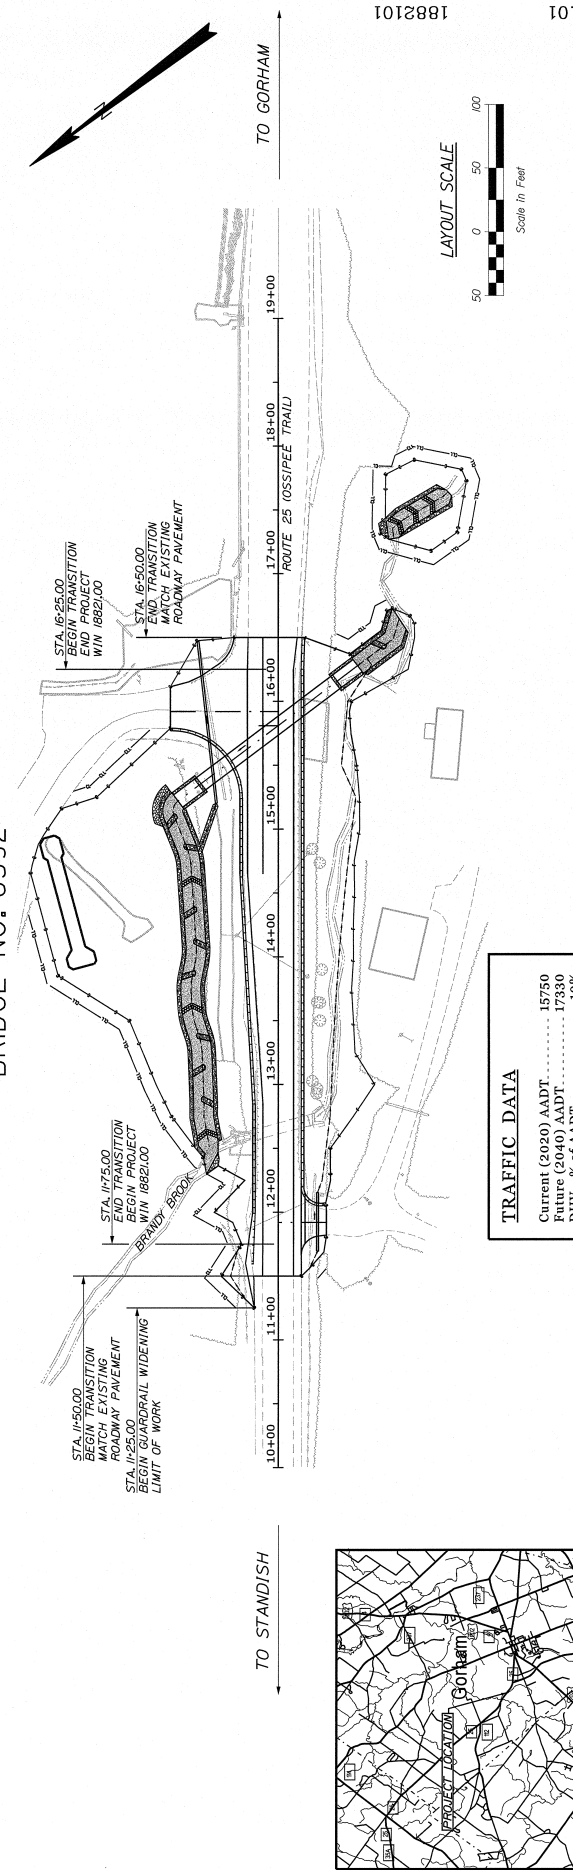 1882101
TO GORHAM
LAYOUT SCALE
50 0 50 100
Scale in Feet
STA. 16+25.00
BEGIN TRANSITION
END PROJECT
WIN 18821.00
STA. 16+50.00
END TRANSITION
MATCH EXISTING
ROADWAY PAVEMENT
ROUTE 25 (OSSIPEE TRAIL)
10+00 11+00 12+00 13+00 14+00 15+00 16+00 17+00 18+00 19+00
STA. 11+75.00
END TRANSITION
BEGIN PROJECT
WIN 18821.00
BRANDY BROOK
STA. 11+50.00
BEGIN TRANSITION
MATCH EXISTING
ROADWAY PAVEMENT
STA. 11+25.00
BEGIN GUARDRAIL WIDENING
LIMIT OF WORK
TO STANDISH
TRAFFIC DATA
Current (2020) AADT.......... 15750
Future (2040) AADT.......... 17330
PROJECT LOCATION
Gorham